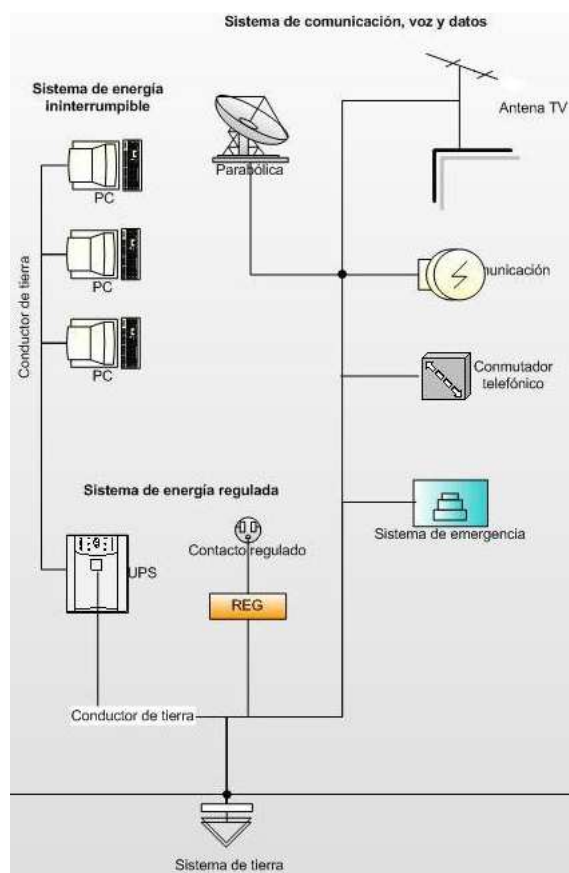 Sistema de comunicación, voz y datos
Sistema de energía
ininterrumpible
Antena TV
Parabólica
PC
PC
PC
Conductor de tierra
unicación
Conmutador
telefónico
Sistema de energía regulada
Contacto regulado
Sistema de emergencia
UPS
REG
Conductor de tierra
Sistema de tierra